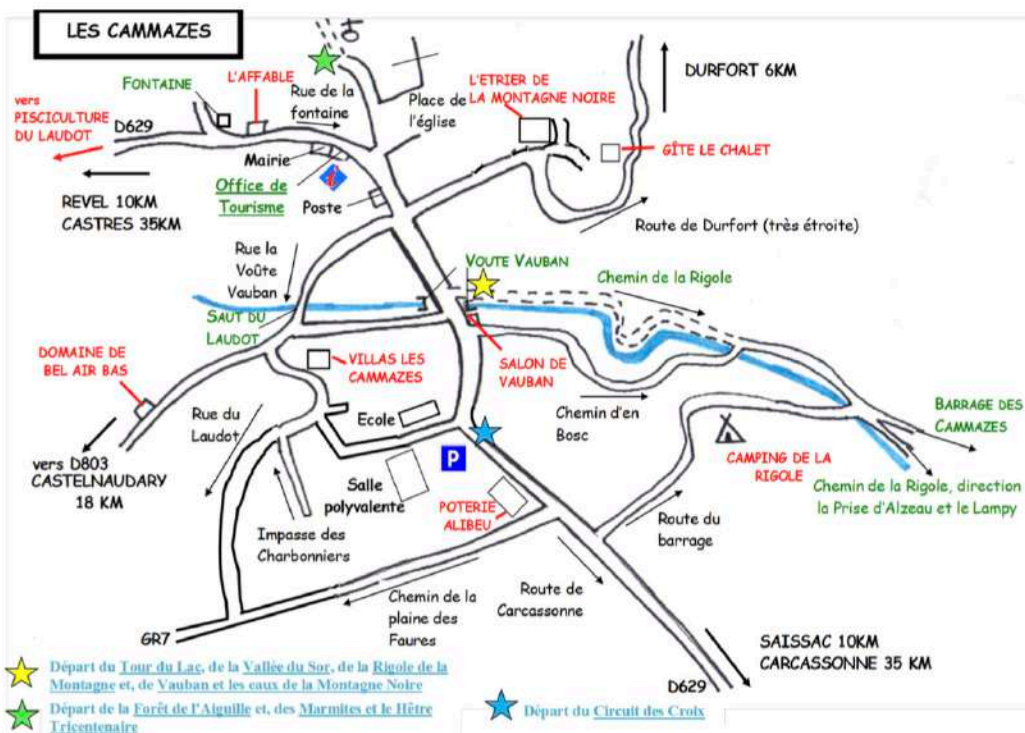 LES CAMMAZES
DURFORT 6KM
L'AFFABLE
FONTAINE
Rue de la
fontaine
Place de
l'église
L'ETRIER DE
LA MONTAGNE NOIRE
vers
PISCICULTURE
DU LAUDOT
D629
GÎTE LE CHALET
Mairie
Office de
Tourisme
Poste
REVEL 10KM
CASTRES 35KM
Route de Durfort (très étroite)
Rue la
Voûte
Vauban
VOUTE VAUBAN
Chemin de la Rigole
SAUT DU
LAUDOT
DOMAINE DE
BEL AIR BAS
VILLAS LES
CAMMAZES
SALON DE
VAUBAN
Rue du
Laudot
Ecole
Chemin d'en
Bosc
BARRAGE DES
CAMMAZES
P
CAMPING DE LA
RIGOLE
vers D803
CASTELNAUDARY
18 KM
Salle
polyvalente
POTERIE
ALIBEU
Chemin de la Rigole, direction
la Prise d'Alzeau et le Lampy
Impasse des
Charbonniers
Route du
barrage
Chemin de la
plaine des
Faures
Route de
Carcassonne
GR7
SAISSAC 10KM
CARCASSONNE 35 KM
D629
Départ du Tour du Lac, de la Vallée du Sor, de la Rigole de la
Montagne et, de Vauban et les eaux de la Montagne Noire
Départ de la Forêt de l'Aiguille et, des Marmites et le Hêtre
Tricentenaire
Départ du Circuit des Croix